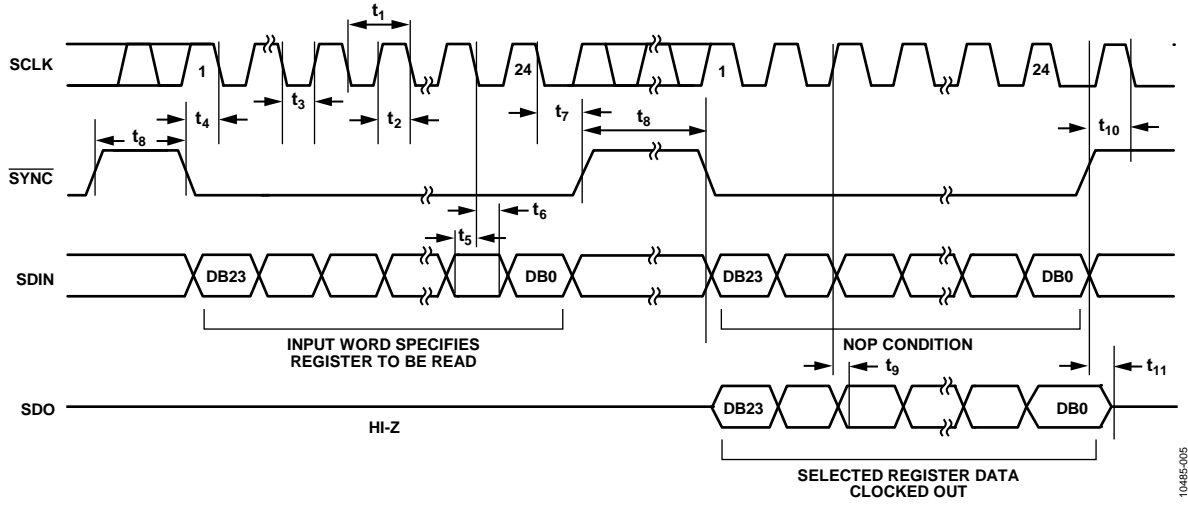 t1
SCLK
1
24
1
24
t3
t4
t2
t7
t8
t10
t8
SYNC
t6
t5
SDIN
DB23
DB0
DB23
DB0
INPUT WORD SPECIFIES
REGISTER TO BE READ
NOP CONDITION
t9
t11
SDO
DB23
DB0
HI-Z
SELECTED REGISTER DATA
CLOCKED OUT
10485-005